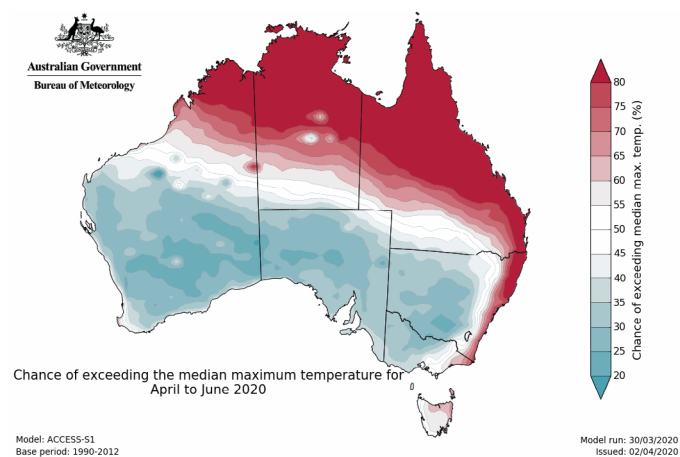 Australian Government
Bureau of Meteorology
80
75
70
65
60
55
50
45
40
35
30
25
20
Chance of exceeding median max. temp. (%)
Chance of exceeding the median maximum temperature for
April to June 2020
Model: ACCESS-S1
Base period: 1990-2012
Model run: 30/03/2020
Issued: 02/04/2020